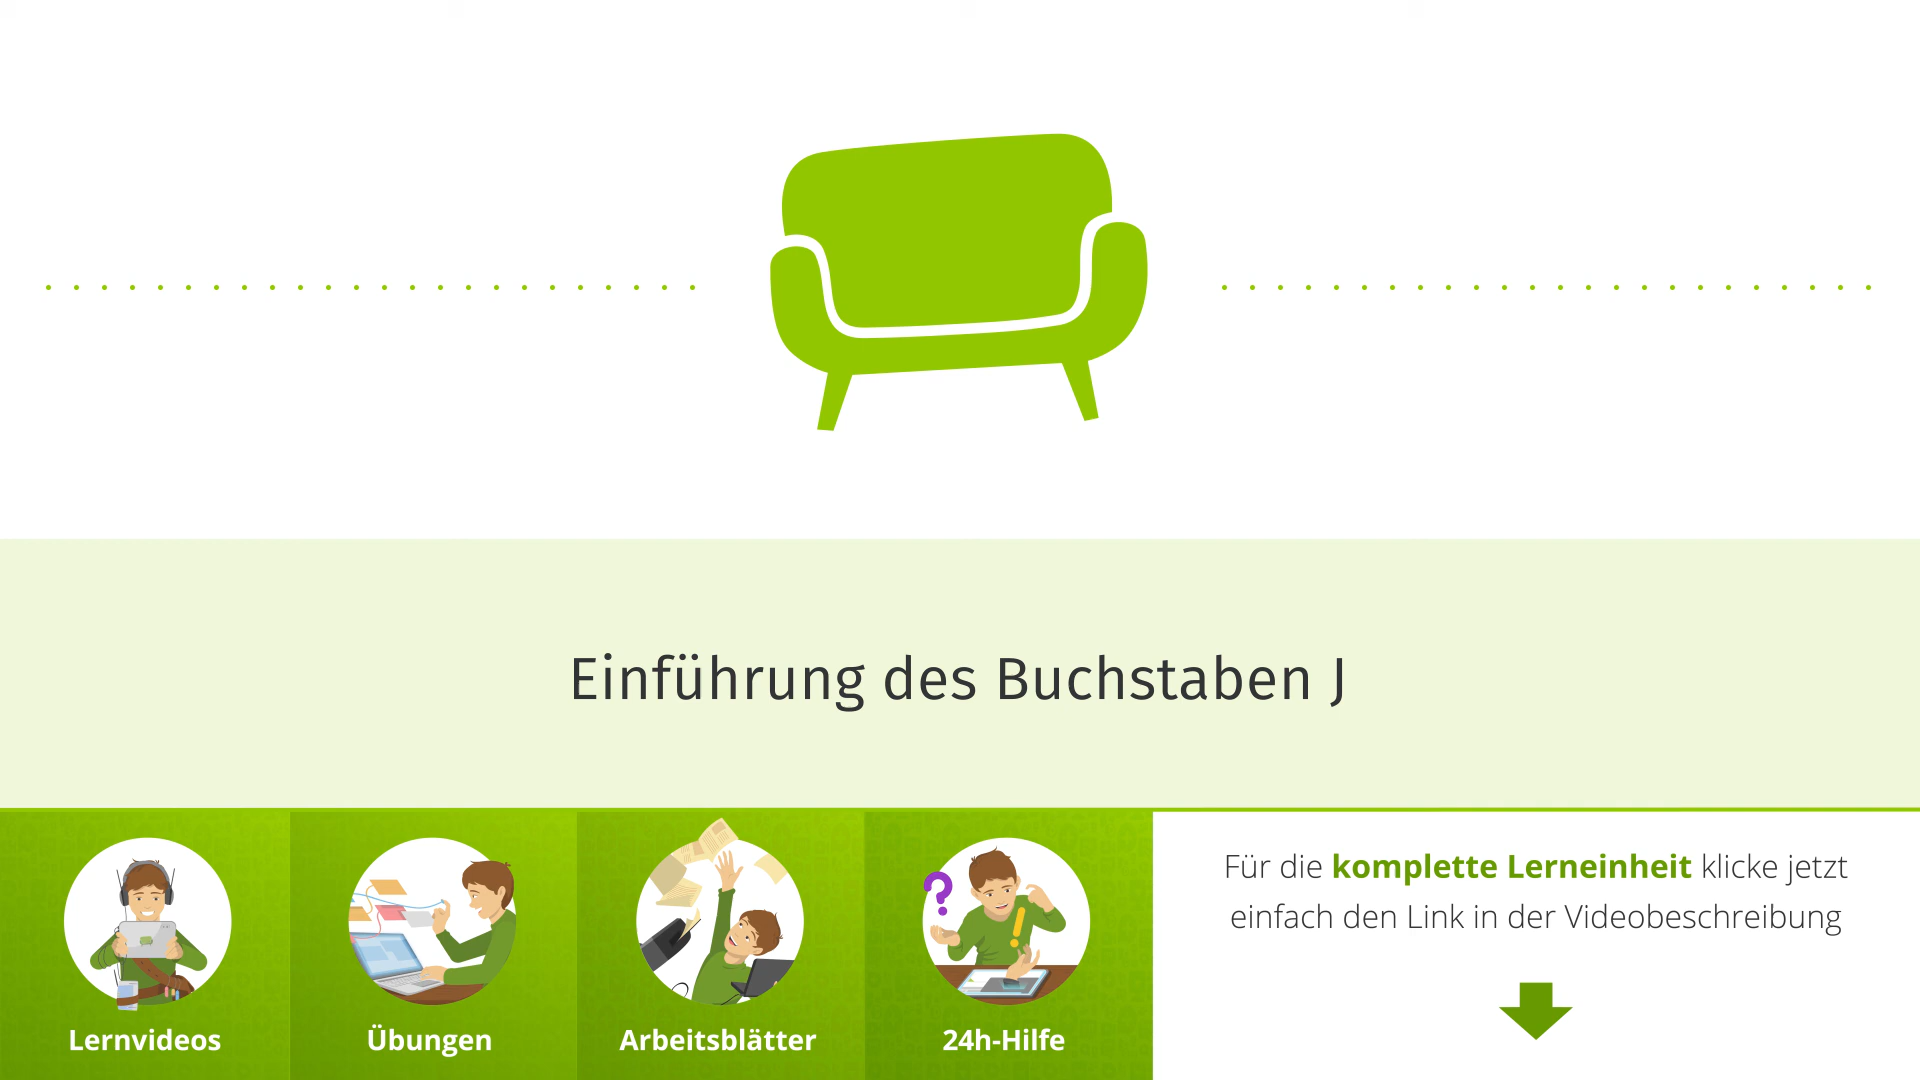 Einführung des Buchstaben J
Für die komplette Lerneinheit klicke jetzt
einfach den Link in der Videobeschreibung
Lernvideos
Übungen
Arbeitsblätter
24h-Hilfe